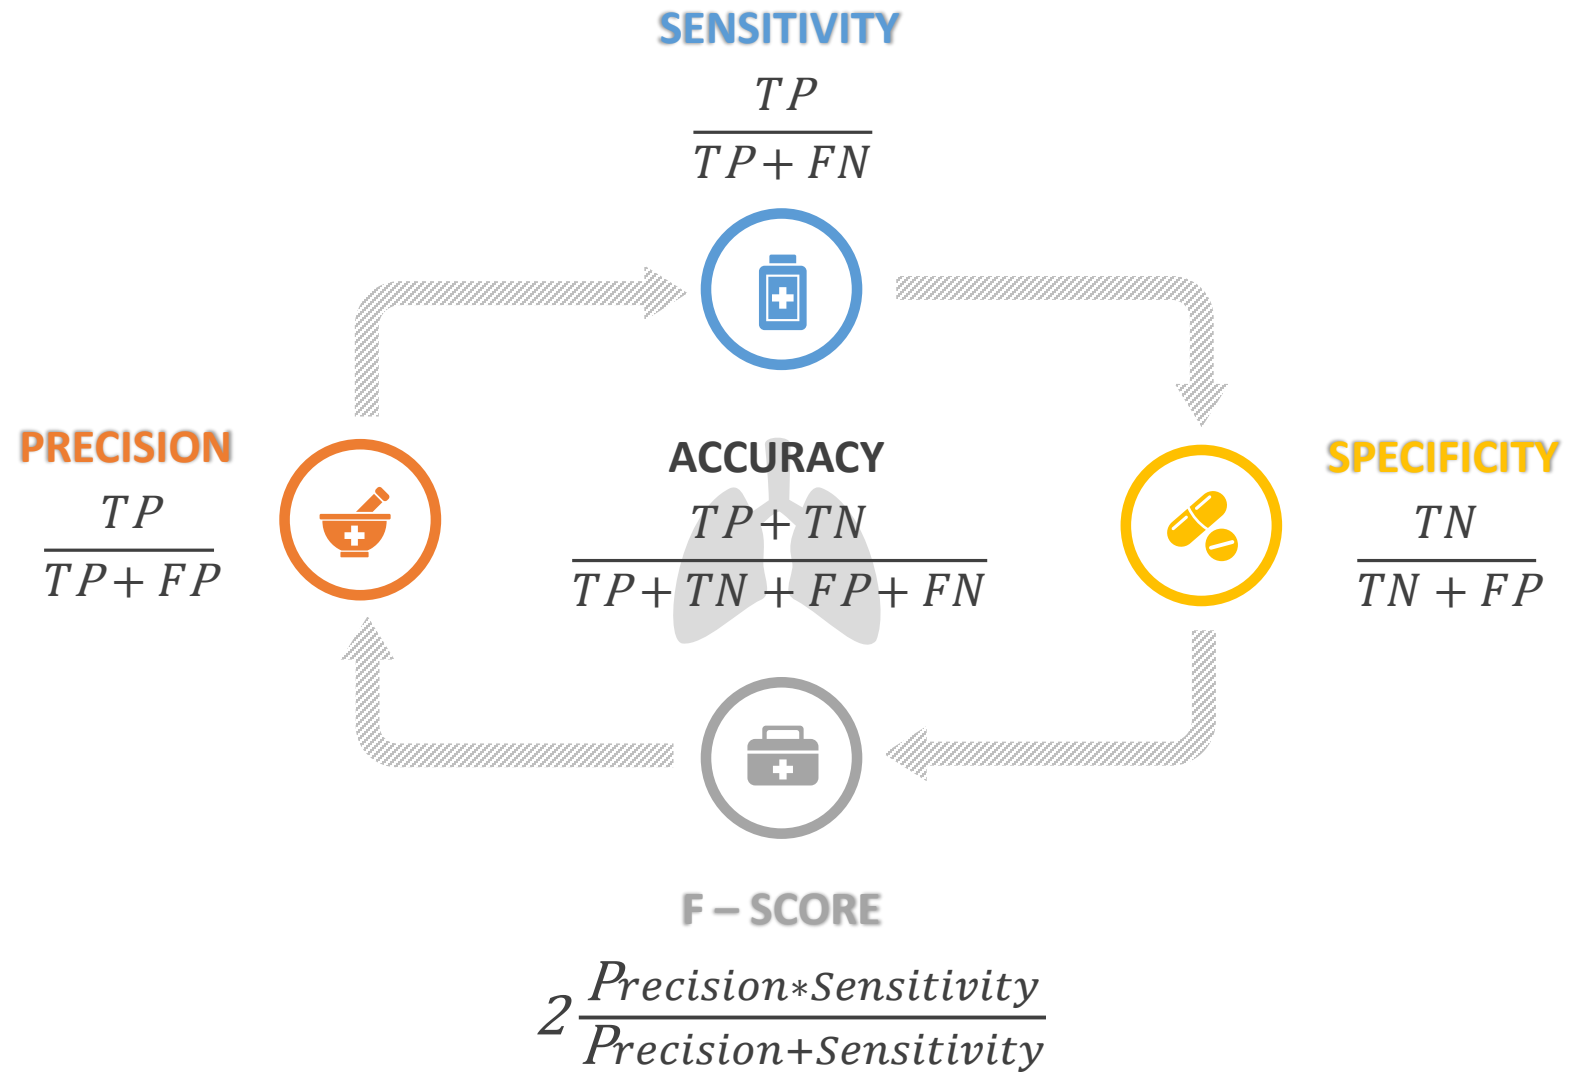 SENSITIVITY
TP
TP + FN
PRECISION
TP
TP + FP
ACCURACY
TP + TN
TP + TN + FP + FN
SPECIFICITY
TN
TN + FP
F – SCORE
2 Precision*Sensitivity
Precision+Sensitivity